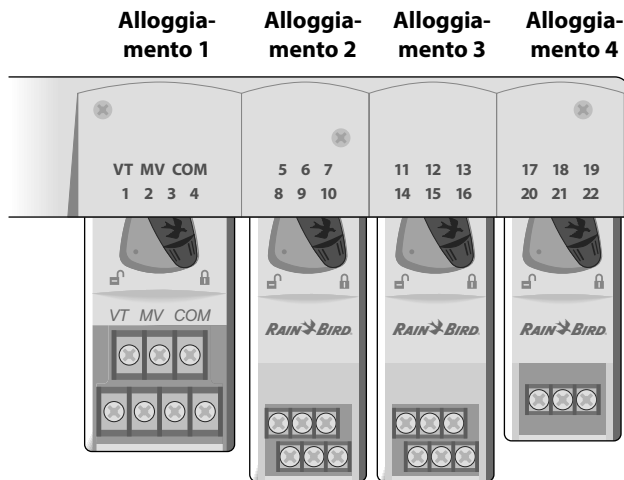 Alloggia- Alloggia- Alloggia- Alloggia-
mento 1 mento 2 mento 3 mento 4
VT MV COM 5 6 7 11 12 13 17 18 19
1 2 3 4 8 9 10 14 15 16 20 21 22
VT MV COM
RAIN BIRD. RAIN BIRD. RAIN BIRD.